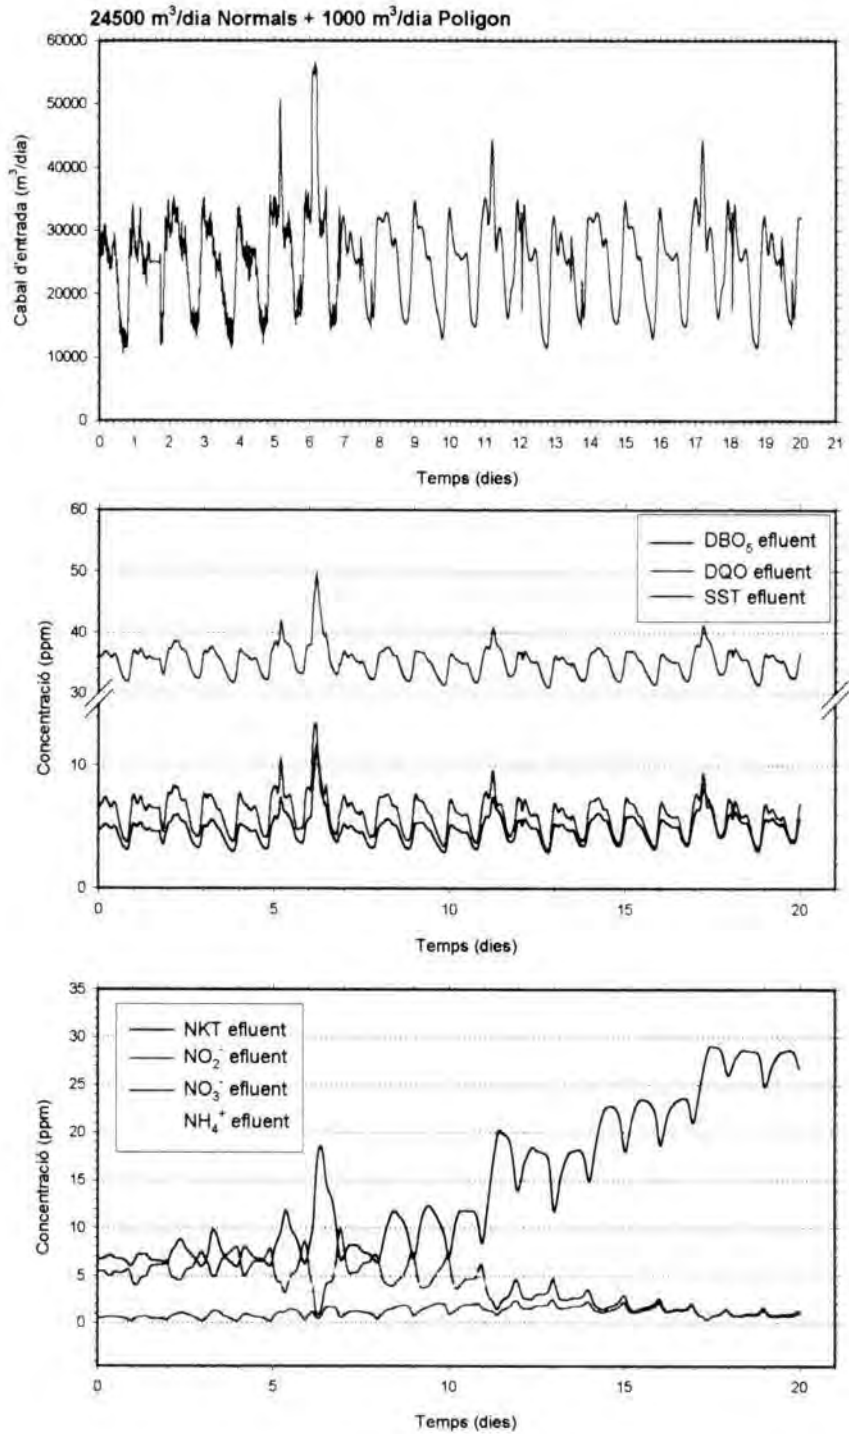 24500 m³/dia Normals + 1000 m³/dia Poligon
60000
50000
40000
30000
20000
10000
0
Cabal d'entrada (m³/dia)
0 1 2 3 4 5 6 7 8 9 10 11 12 13 14 15 16 17 18 19 20 21
Temps (dies)
60
50
40
30
10
0
Concentració (ppm)
DBO₅ efluent
DQO efluent
SST efluent
0 5 10 15 20
Temps (dies)
35
30
25
20
15
10
5
0
Concentració (ppm)
NKT efluent
NO₂⁻ efluent
NO₃⁻ efluent
NH₄⁺ efluent
0 5 10 15 20
Temps (dies)